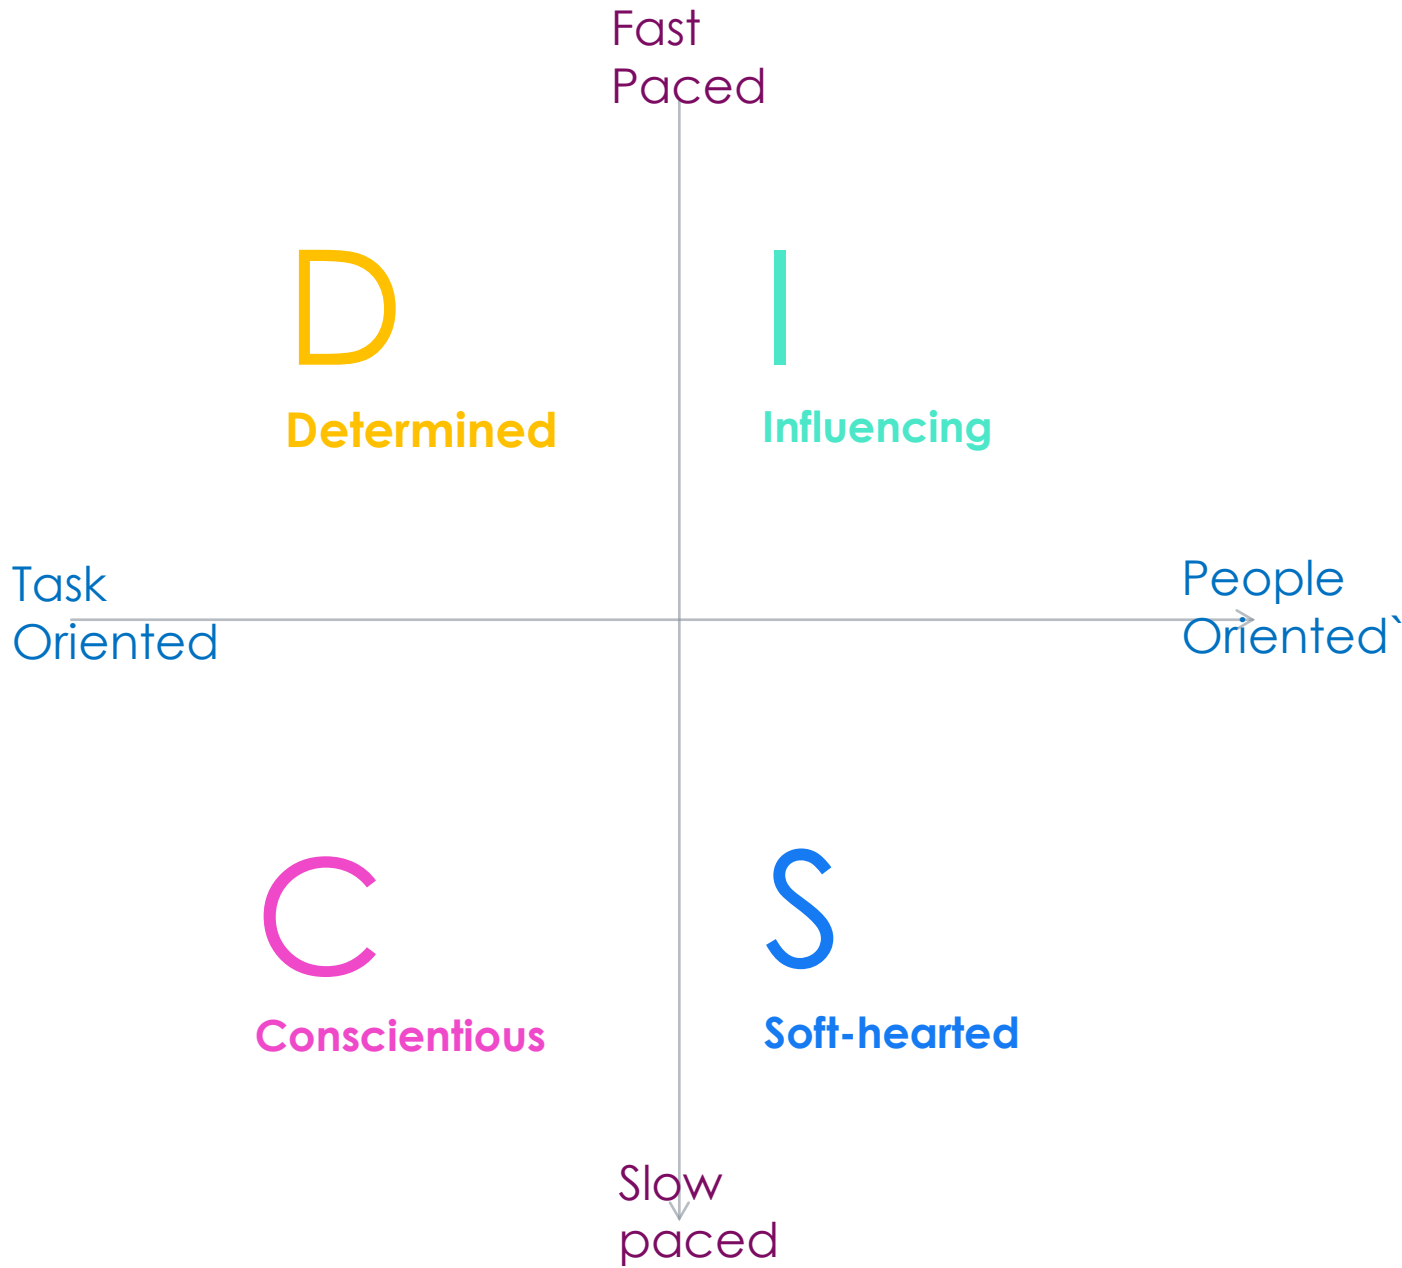 Fast
Paced
D
I
Determined
Influencing
Task
Oriented
People
Oriented`
C
S
Conscientious
Soft-hearted
Slow
paced